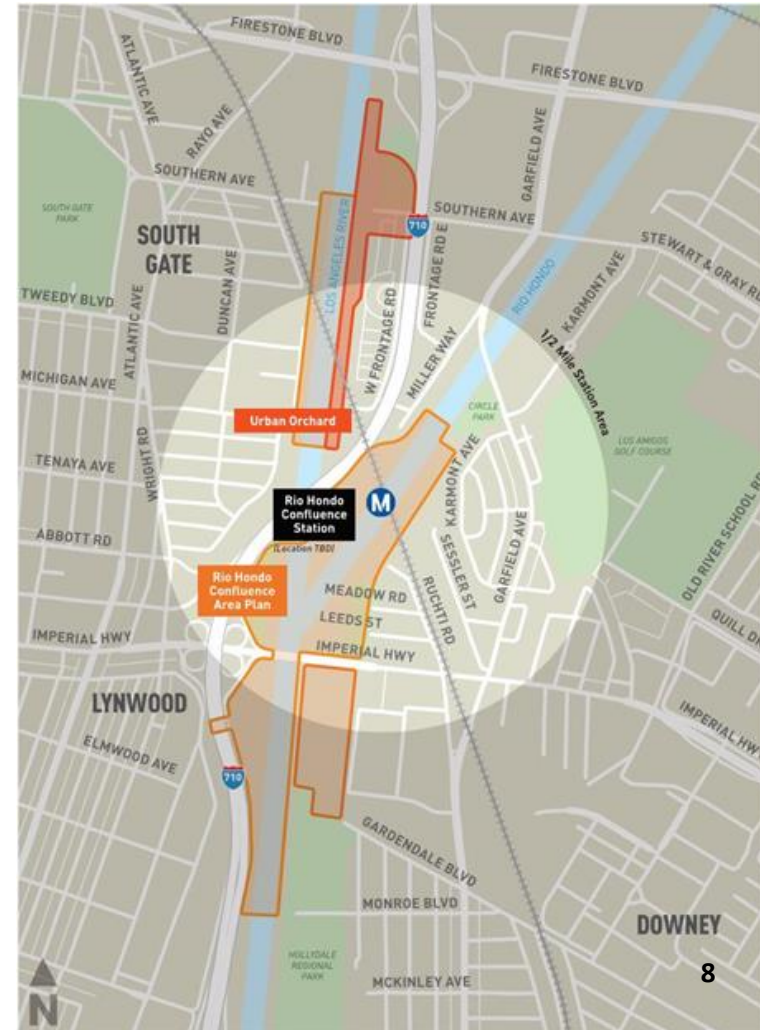 FIRESTONE BLVD
ATLANTIC AVE
RAYO AVE
FIRESTONE BLVD
GARFIELD AVE
SOUTHERN AVE
SOUTH GATE
PARK
SOUTH
GATE
LOS ANGELES RIVER
710
SOUTHERN AVE
STEWART & GRAY RD
DUNCAN AVE
FRONTAGE RD E
RIO HONDO
KARMONT AVE
TWEEDY BLVD
ATLANTIC AVE
W FRONTAGE RD
MILLER WAY
1/2 Mile Station Area
MICHIGAN AVE
Urban Orchard
CIRCLE
PARK
LOS AMIGOS
GOLF COURSE
WRIGHT RD
TENAYA AVE
KARMONT AVE
Rio Hondo
Confluence
Station
(Location TBD)
M
OLD RIVER SCHOOL RD
ABBOTT RD
SESSLER ST
GARFIELD AVE
Rio Hondo
Confluence
Area Plan
MEADOW RD
RUCHTI RD
LEEDS ST
QUILL DR
IMPERIAL HWY
IMPERIAL HWY
LYNWOOD
IMPERIAL HWY
ELMWOOD AVE
710
GARDENDALE BLVD
MONROE BLVD
DOWNEY
HOLLYDALE
REGIONAL
PARK
MCKINLEY AVE
8
N